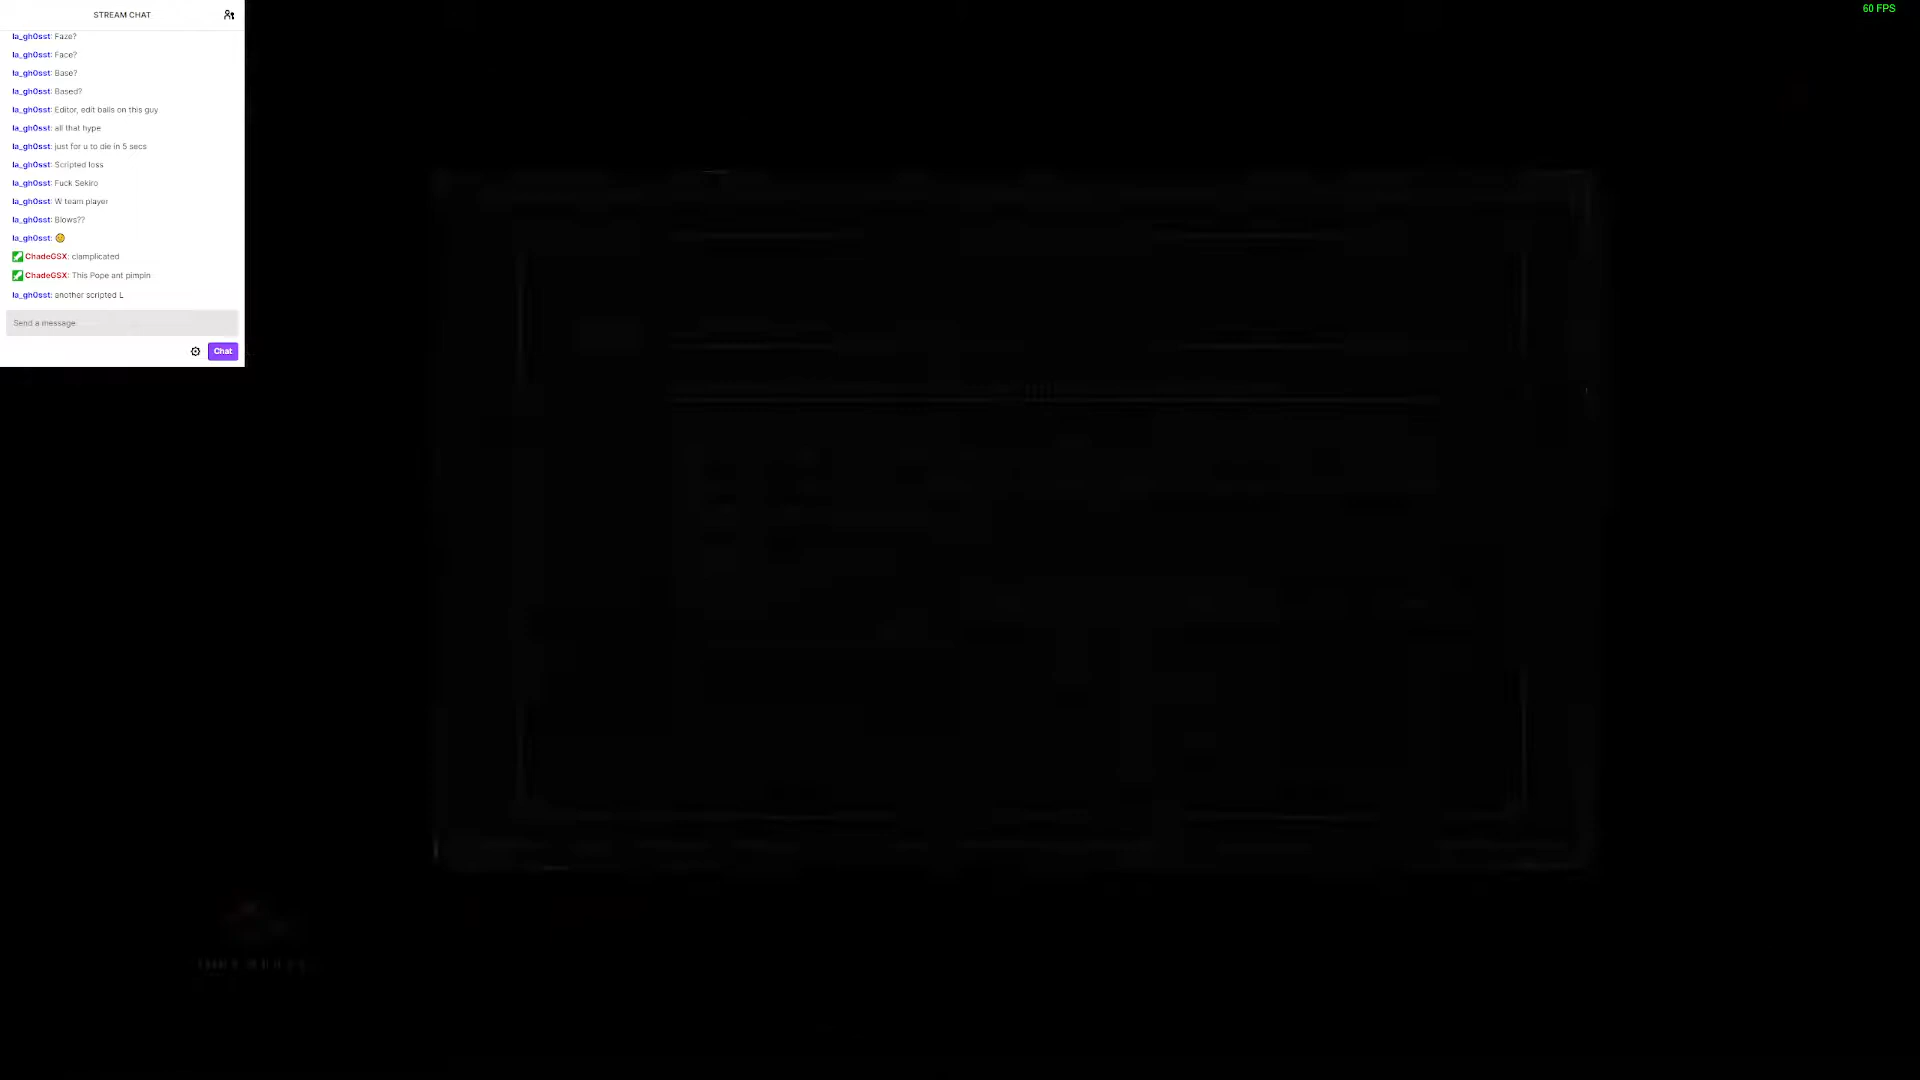 STREAM CHAT
60 FPS
la_gh0sst: Faze?
la_gh0sst: Face?
la_gh0sst: Base?
la_gh0sst: Based?
la_gh0sst: Editor, edit balls on this guy
la_gh0sst: all that hype
la_gh0sst: just for u to die in 5 secs
la_gh0sst: Scripted loss
la_gh0sst: Fuck Sekiro
la_gh0sst: W team player
la_gh0sst: Blows??
la_gh0sst:
ChadeGSX: clamplicated
ChadeGSX: This Pope ant pimpin
la_gh0sst: another scripted L
Send a message
Chat